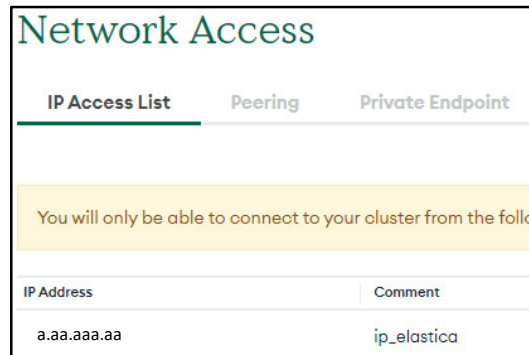 Network Access
IP Access List Peering Private Endpoint
You will only be able to connect to your cluster from the
IP Address Comment
a.aa.aaa.aa ip_elastica